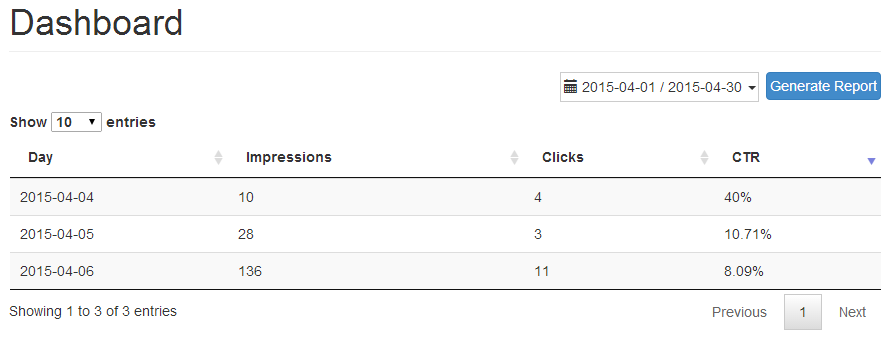 Dashboard
2015-04-01 / 2015-04-30 Generate Report
Show 10 entries
Day Impressions Clicks CTR
2015-04-04 10 4 40%
2015-04-05 28 3 10.71%
2015-04-06 136 11 8.09%
Showing 1 to 3 of 3 entries Previous 1 Next